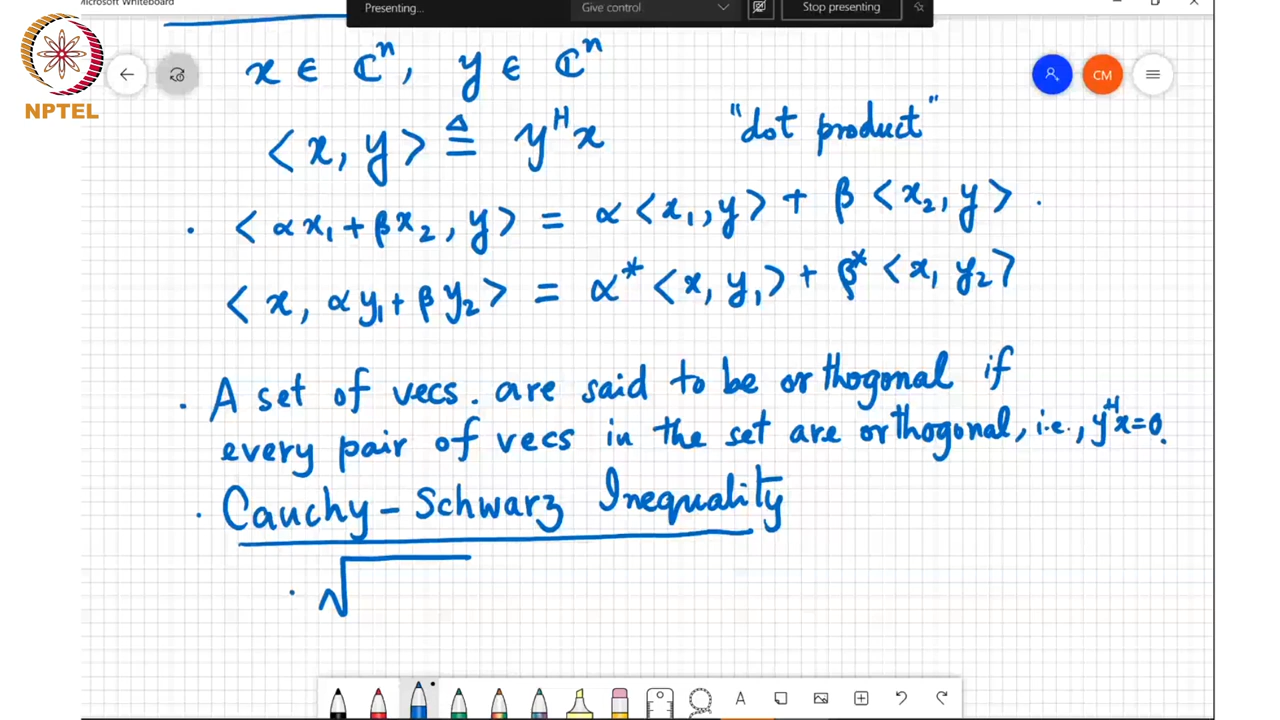 Microsoft Whiteboard
Presenting...
Give control
Stop presenting
NPTEL
CM
x ∈ ℂⁿ, y ∈ ℂⁿ
<x, y> ≜ yᴴx "dot product"
. <αx₁ + βx₂, y> = α<x₁, y> + β<x₂, y>.
<x, αy₁ + βy₂> = α*<x, y₁> + β*<x, y₂>
. A set of vecs. are said to be orthogonal if
every pair of vecs in the set are orthogonal, i.e., yᴴx=0.
. Cauchy-Schwarz Inequality
. √
A